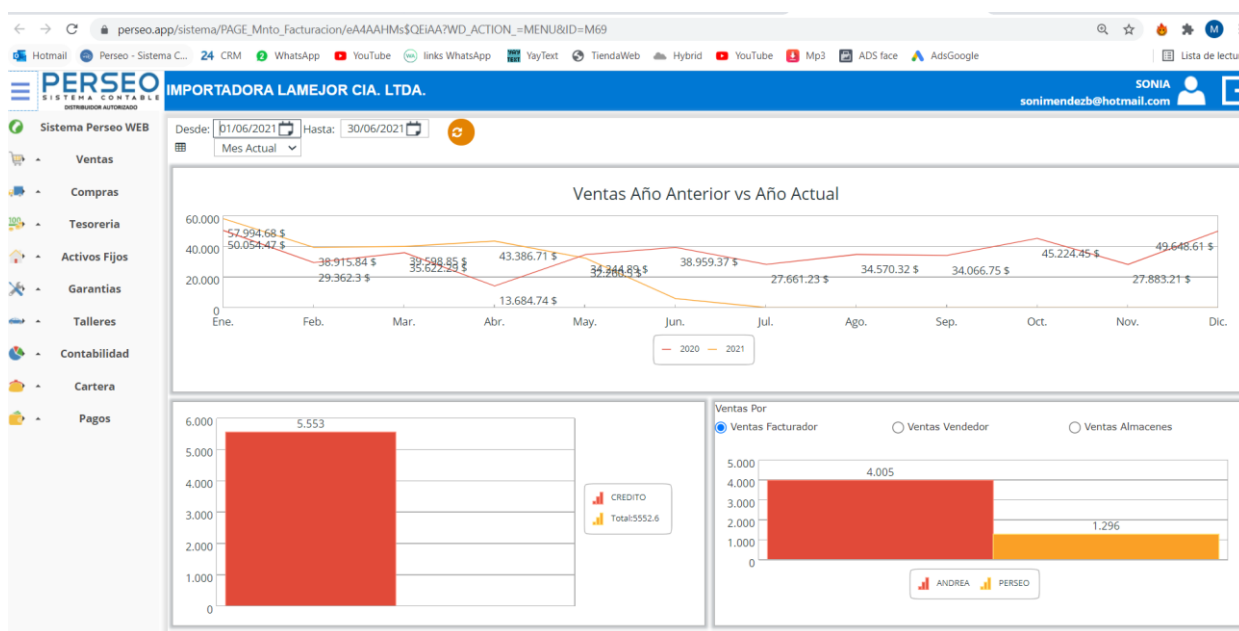 perseo.app/sistema/PAGE_Mnto_Facturacion/eA4AAHMs$QEiAA?WD_ACTION_=MENU&ID=M69
M
Hotmail Perseo - Sistema C... 24 CRM 2 WhatsApp YouTube links WhatsApp YayText TiendaWeb Hybrid YouTube Mp3 ADS face AdsGoogle Lista de lectu
PERSEO
SISTEMA CONTABLE
DISTRIBUIDOR AUTORIZADO
IMPORTADORA LAMEJOR CIA. LTDA.
SONIA
sonimendezb@hotmail.com
Sistema Perseo WEB
Ventas
Compras
Tesoreria
Activos Fijos
Garantias
Talleres
Contabilidad
Cartera
Pagos
Desde: 01/06/2021 Hasta: 30/06/2021
Mes Actual
Ventas Año Anterior vs Año Actual
60.000
40.000
20.000
0
57.994.68 $
50.054.47 $
38.915.84 $
29.362.3 $
39.598.85 $
35.622.29 $
43.386.71 $
13.684.74 $
34.344.89 $
38.959.37 $
27.661.23 $
34.570.32 $
34.066.75 $
45.224.45 $
27.883.21 $
49.648.61 $
Ene. Feb. Mar. Abr. May. Jun. Jul. Ago. Sep. Oct. Nov. Dic.
2020 2021
6.000
5.000
4.000
3.000
2.000
1.000
0
5.553
CREDITO
Total:5552.6
Ventas Por
Ventas Facturador Ventas Vendedor Ventas Almacenes
5.000
4.000
3.000
2.000
1.000
0
4.005
1.296
ANDREA PERSEO